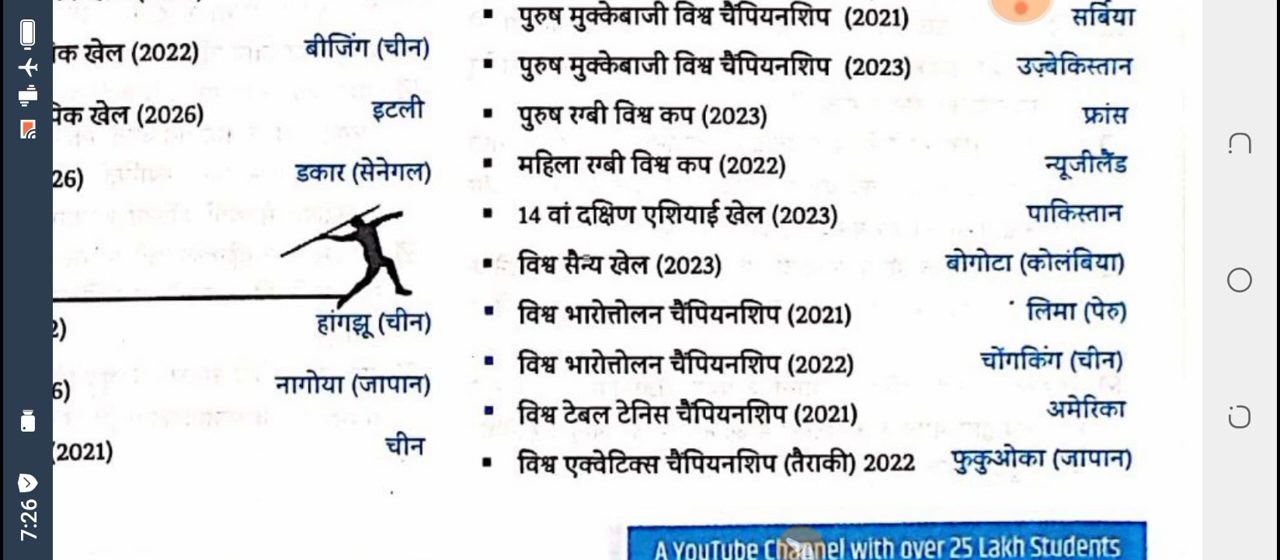 पुरुष मुक्केबाजी विश्व चैंपियनशिप (2021) सर्बिया
पुरुष मुक्केबाजी विश्व चैंपियनशिप (2023) उज़्बेकिस्तान
पुरुष रग्बी विश्व कप (2023) फ्रांस
महिला रग्बी विश्व कप (2022) न्यूजीलैंड
14 वां दक्षिण एशियाई खेल (2023) पाकिस्तान
विश्व सैन्य खेल (2023) बोगोटा (कोलंबिया)
विश्व भारोत्तोलन चैंपियनशिप (2021) लिमा (पेरु)
विश्व भारोत्तोलन चैंपियनशिप (2022) चोंगकिंग (चीन)
विश्व टेबल टेनिस चैंपियनशिप (2021) अमेरिका
विश्व एक्वेटिक्स चैंपियनशिप (तैराकी) 2022 फुकुओका (जापान)
खेल (2022) बीजिंग (चीन)
खेल (2026) इटली
26) डकार (सेनेगल)
2) हांगझू (चीन)
6) नागोया (जापान)
(2021) चीन
A YouTube Channel with over 25 Lakh Students
7:26